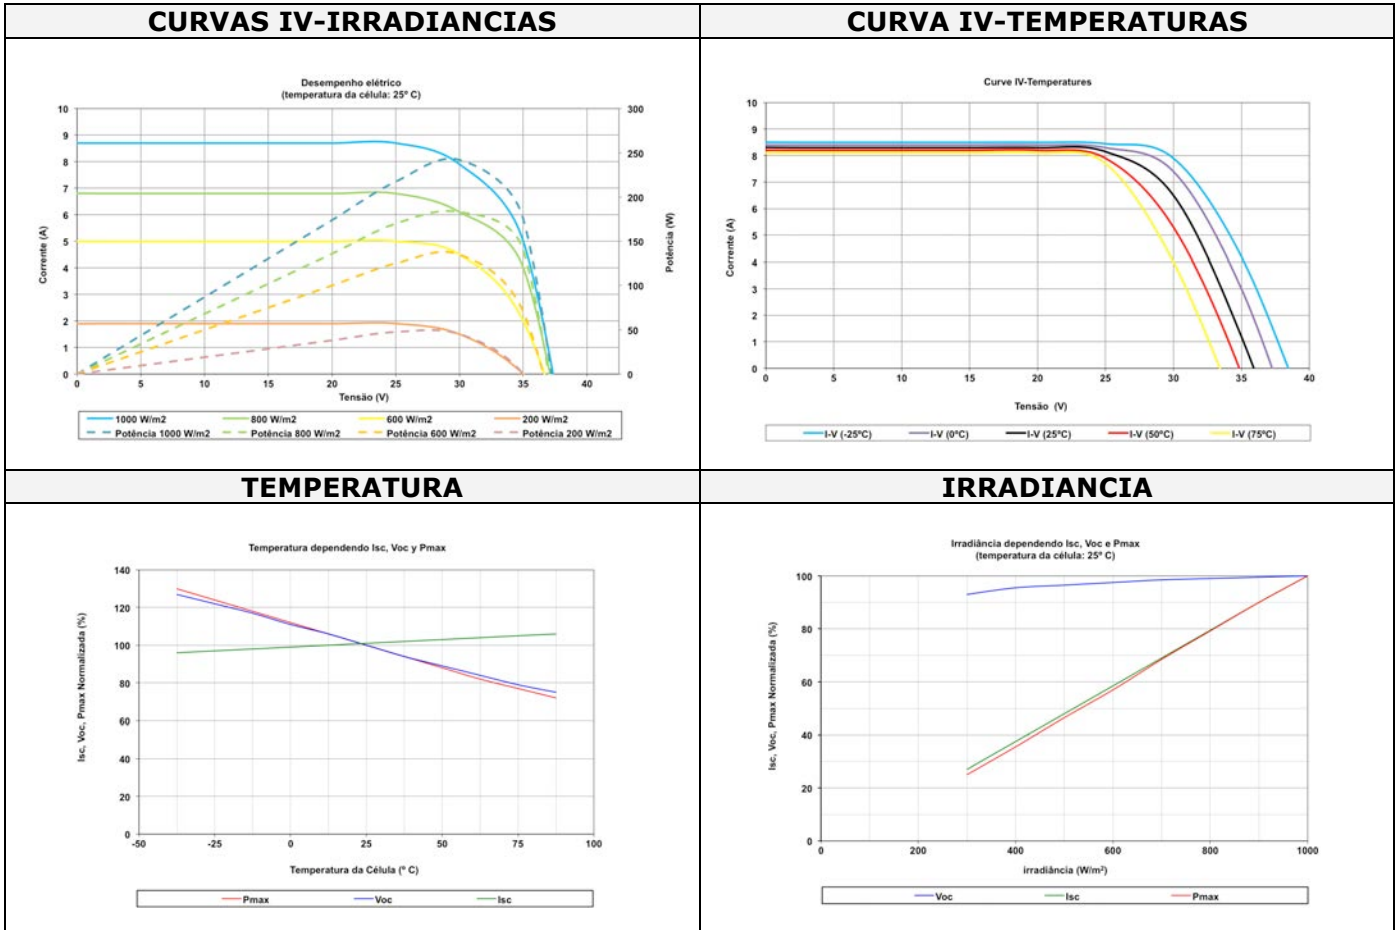 CURVAS IV-IRRADIANCIAS
Desempenho elétrico
(temperatura da célula: 25º C)
10
9
8
7
6
5
4
3
2
1
0
Corrente (A)
300
250
200
150
100
50
0
Potência (W)
0 5 10 15 20 25 30 35 40
Tensão (V)
1000 W/m2 800 W/m2 600 W/m2 200 W/m2
Potência 1000 W/m2 Potência 800 W/m2 Potência 600 W/m2 Potência 200 W/m2
CURVA IV-TEMPERATURAS
Curve IV-Temperatures
10
9
8
7
6
5
4
3
2
1
0
Corrente (A)
0 5 10 15 20 25 30 35 40
Tensão (V)
I-V (-25ºC) I-V (0ºC) I-V (25ºC) I-V (50ºC) I-V (75ºC)
TEMPERATURA
Temperatura dependendo Isc, Voc y Pmax
140
120
100
80
60
40
20
0
Isc, Voc, Pmax Normalizada (%)
-50 -25 0 25 50 75 100
Temperatura da Célula (º C)
Pmax Voc Isc
IRRADIANCIA
Irradiância dependendo Isc, Voc e Pmax
(temperatura da célula: 25º C)
100
80
60
40
20
0
Isc, Voc, Pmax Normalizada (%)
0 200 400 600 800 1000
irradiância (W/m²)
Voc Isc Pmax